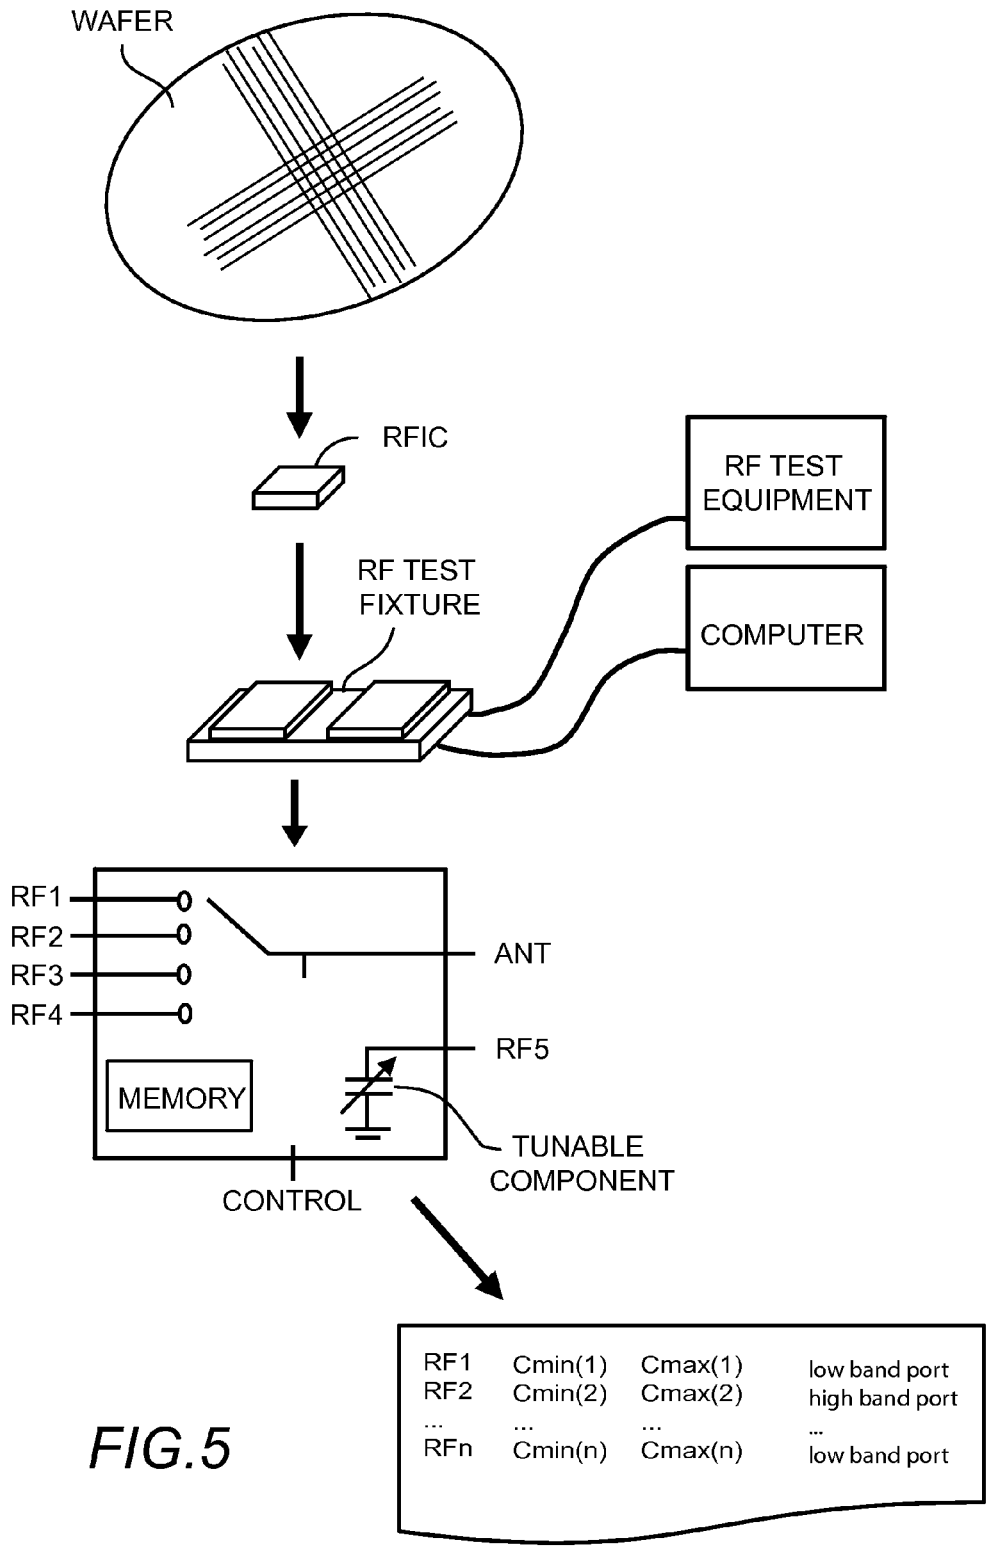 WAFER
RFIC
RF TEST
EQUIPMENT
RF TEST
FIXTURE
COMPUTER
RF1
RF2
RF3
RF4
ANT
RF5
MEMORY
TUNABLE
COMPONENT
CONTROL
RF1 Cmin(1) Cmax(1) low band port
RF2 Cmin(2) Cmax(2) high band port
... ... ... ...
RFn Cmin(n) Cmax(n) low band port
FIG.5